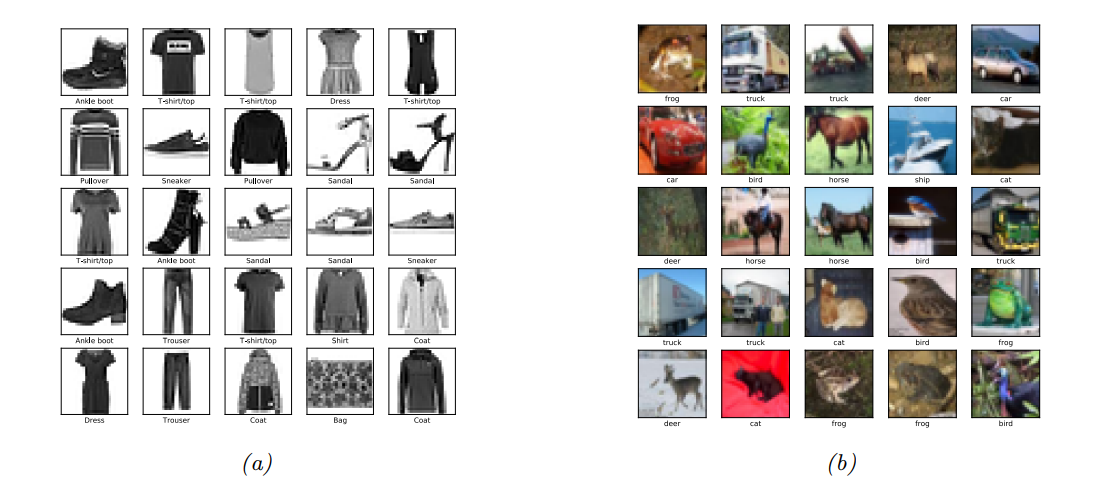 Ankle boot T-shirt/top T-shirt/top Dress T-shirt/top
Pullover Sneaker Pullover Sandal Sandal
T-shirt/top Ankle boot Sandal Sandal Sneaker
Ankle boot Trouser T-shirt/top Shirt Coat
Dress Trouser Coat Bag Coat
(a)
frog truck truck deer car
car bird horse ship cat
deer horse horse bird truck
truck truck cat bird frog
deer cat frog frog bird
(b)